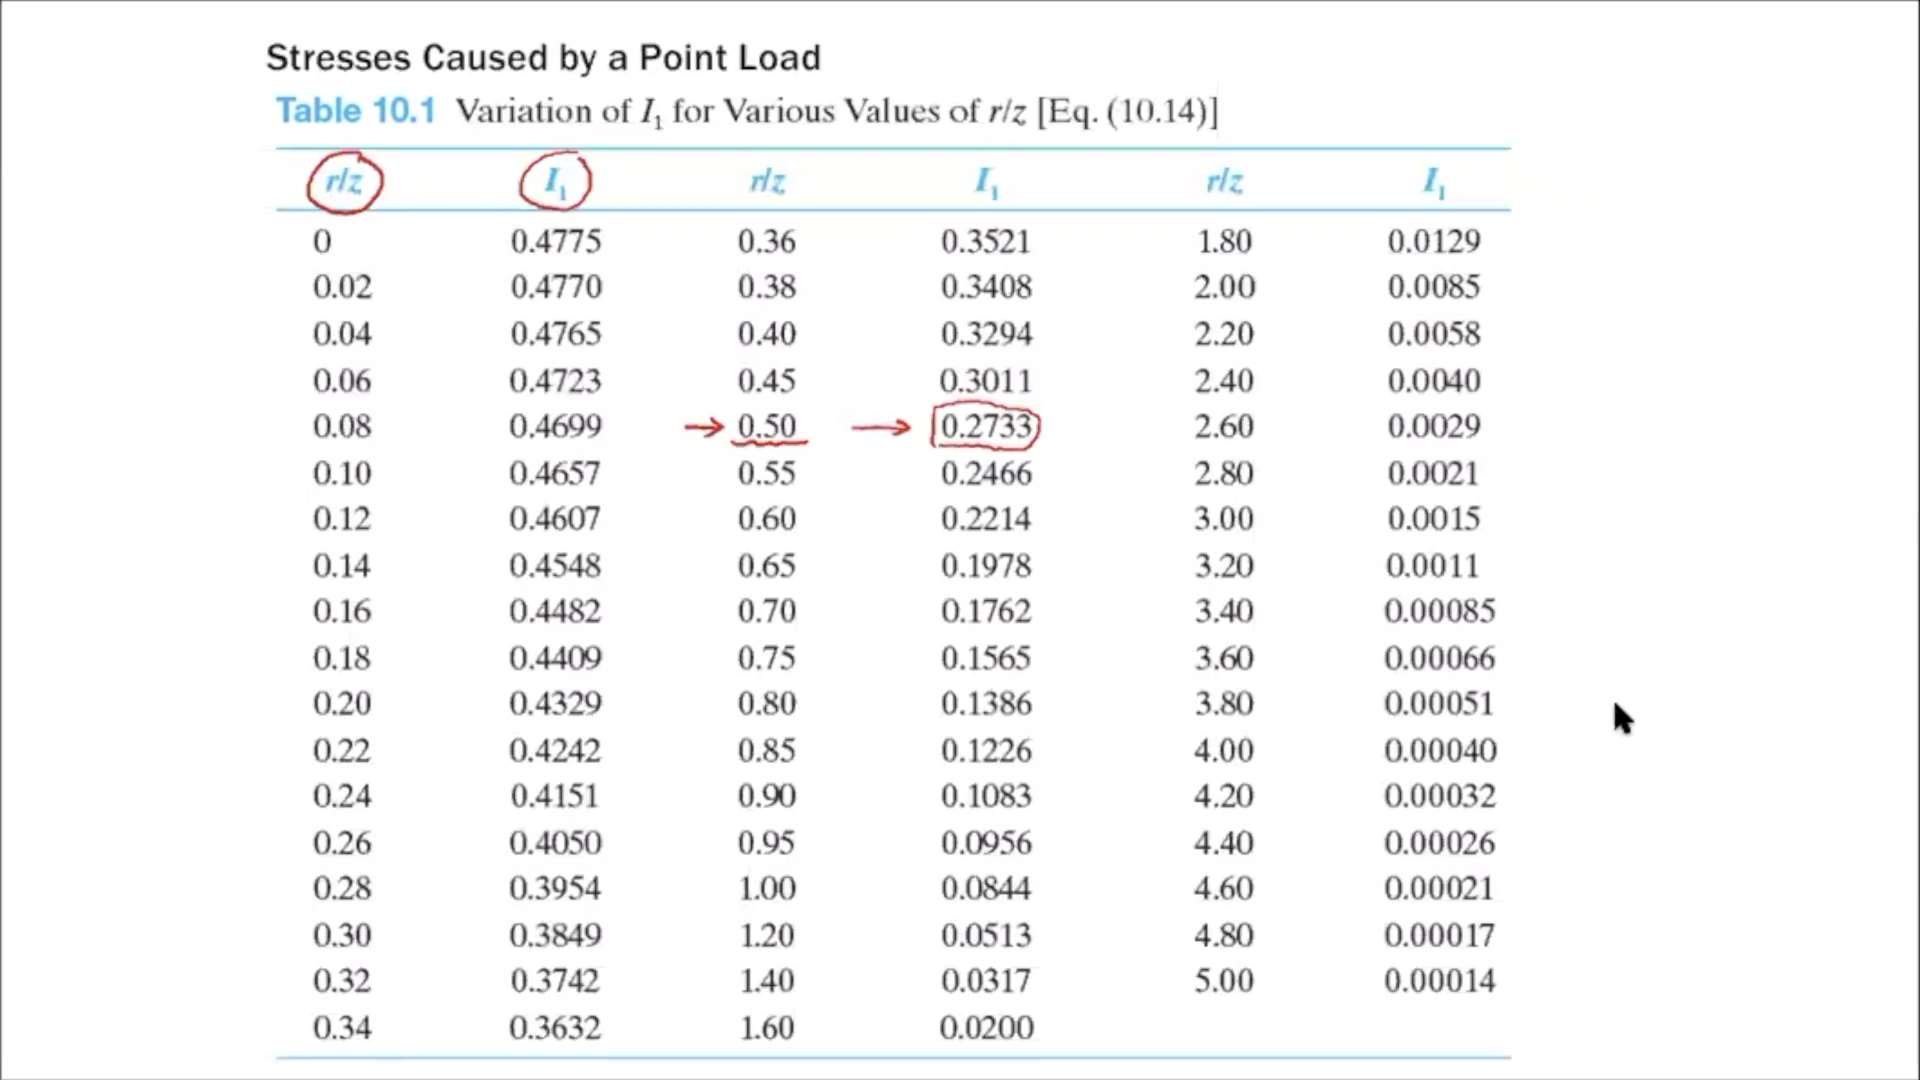 Stresses Caused by a Point Load
Table 10.1 Variation of I₁ for Various Values of r/z [Eq. (10.14)]
r/z I₁ r/z I₁ r/z I₁
0 0.4775 0.36 0.3521 1.80 0.0129
0.02 0.4770 0.38 0.3408 2.00 0.0085
0.04 0.4765 0.40 0.3294 2.20 0.0058
0.06 0.4723 0.45 0.3011 2.40 0.0040
0.08 0.4699 → 0.50 → 0.2733 2.60 0.0029
0.10 0.4657 0.55 0.2466 2.80 0.0021
0.12 0.4607 0.60 0.2214 3.00 0.0015
0.14 0.4548 0.65 0.1978 3.20 0.0011
0.16 0.4482 0.70 0.1762 3.40 0.00085
0.18 0.4409 0.75 0.1565 3.60 0.00066
0.20 0.4329 0.80 0.1386 3.80 0.00051
0.22 0.4242 0.85 0.1226 4.00 0.00040
0.24 0.4151 0.90 0.1083 4.20 0.00032
0.26 0.4050 0.95 0.0956 4.40 0.00026
0.28 0.3954 1.00 0.0844 4.60 0.00021
0.30 0.3849 1.20 0.0513 4.80 0.00017
0.32 0.3742 1.40 0.0317 5.00 0.00014
0.34 0.3632 1.60 0.0200